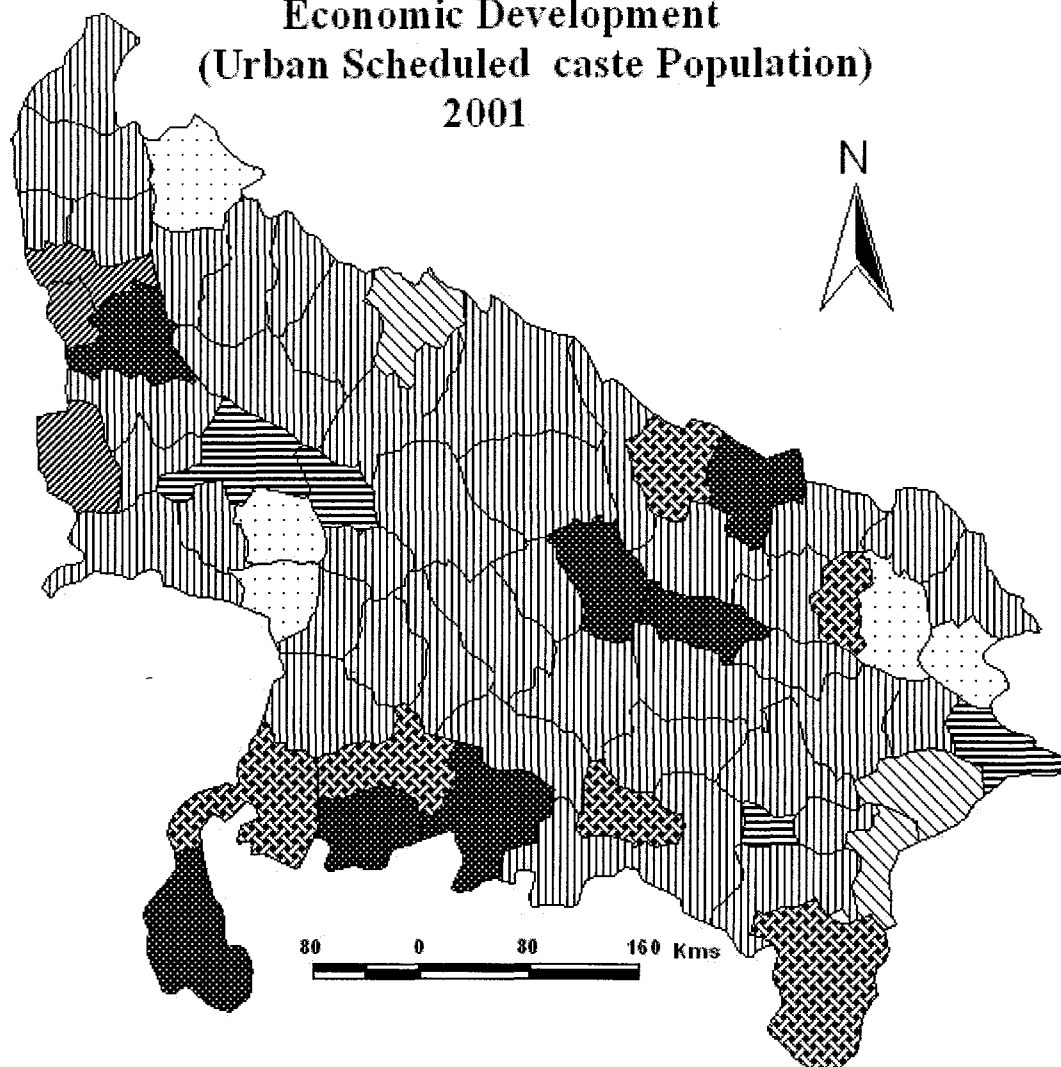 Economic Development
(Urban Scheduled caste Population)
2001
N
80 0 80 160 Kms